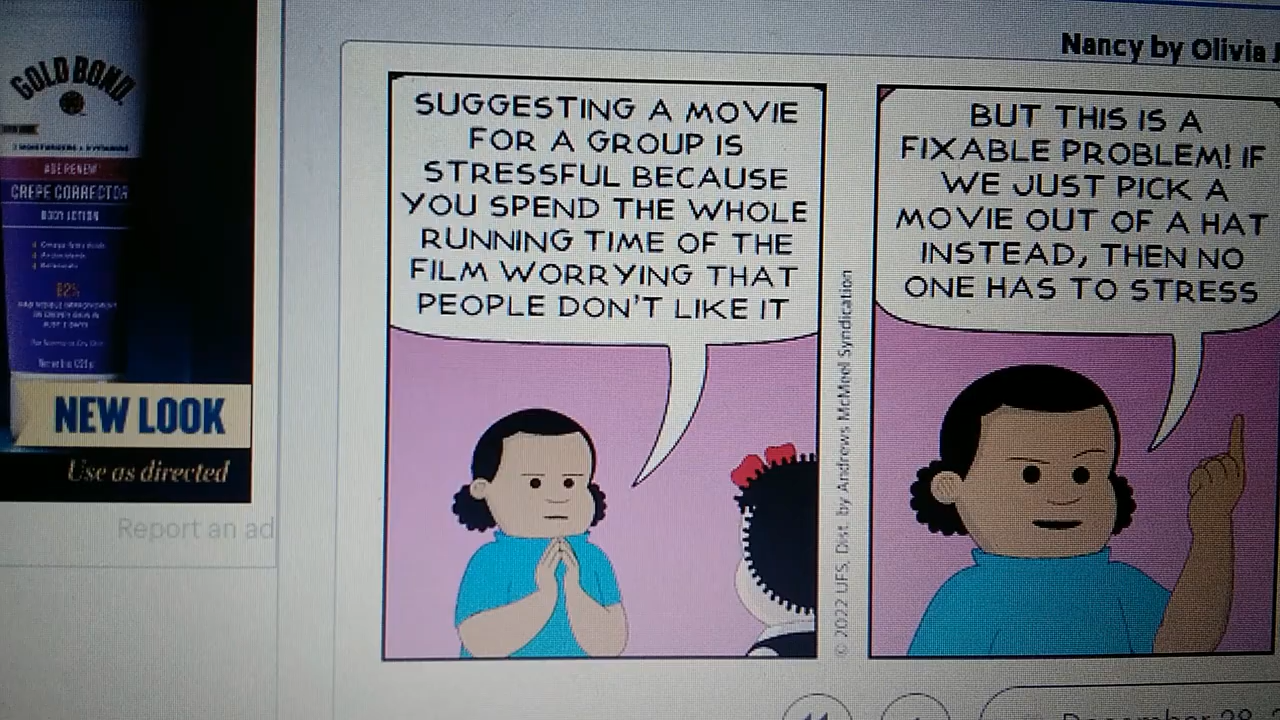 GOLD BOND
AGE RENEW
CREPE CORRECTOR
BODY LOTION
82%
NEW LOOK
Use as directed
Report an ad
Nancy by Olivia
SUGGESTING A MOVIE
FOR A GROUP IS
STRESSFUL BECAUSE
YOU SPEND THE WHOLE
RUNNING TIME OF THE
FILM WORRYING THAT
PEOPLE DON'T LIKE IT
© 2022 UFS, Dist. by Andrews McMeel Syndication
BUT THIS IS A
FIXABLE PROBLEM! IF
WE JUST PICK A
MOVIE OUT OF A HAT
INSTEAD, THEN NO
ONE HAS TO STRESS